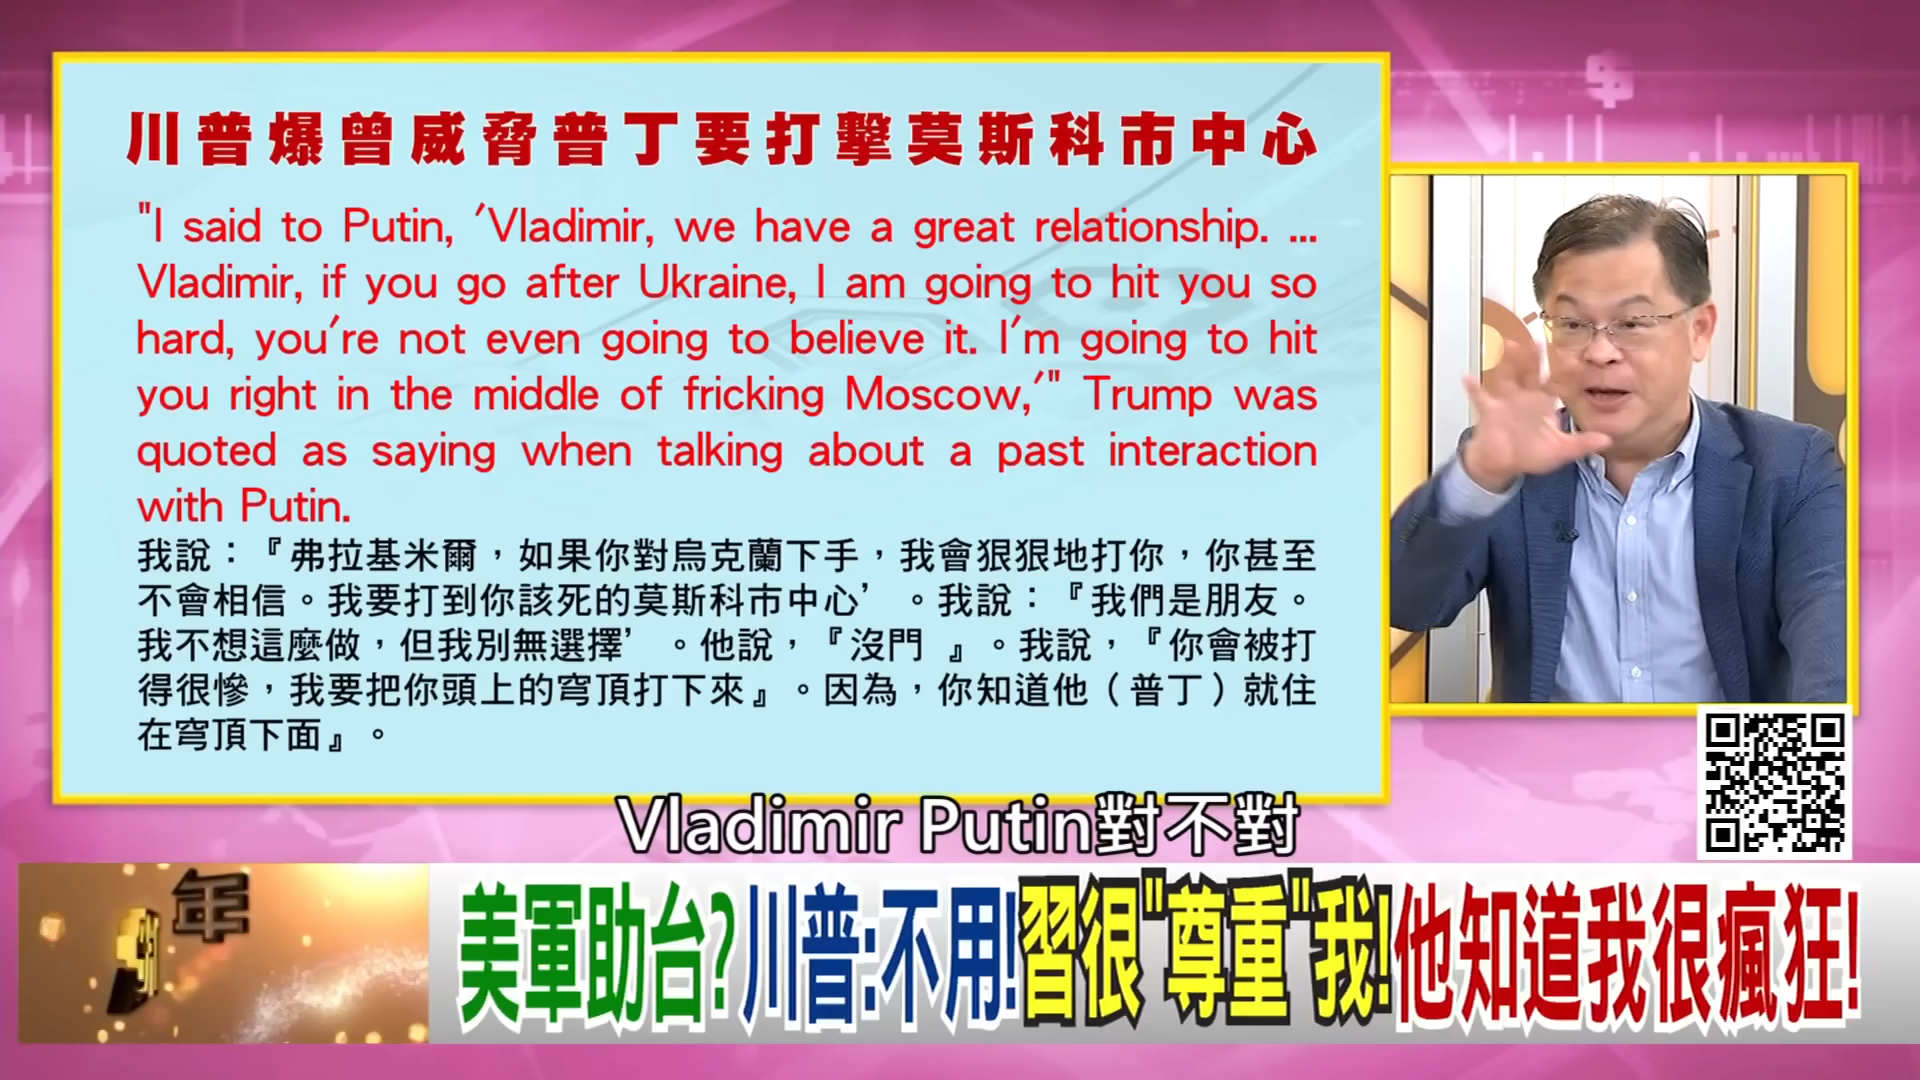 川普爆曾威脅普丁要打擊莫斯科市中心
"I said to Putin, 'Vladimir, we have a great relationship. ...
Vladimir, if you go after Ukraine, I am going to hit you so
hard, you're not even going to believe it. I'm going to hit
you right in the middle of fricking Moscow,'" Trump was
quoted as saying when talking about a past interaction
with Putin.
我說：『弗拉基米爾，如果你對烏克蘭下手，我會狠狠地打你，你甚至
不會相信。我要打到你該死的莫斯科市中心’。我說：『我們是朋友。
我不想這麼做，但我別無選擇’。他說，『沒門 』。我說，『你會被打
得很慘，我要把你頭上的穹頂打下來』。因為，你知道他（普丁）就住
在穹頂下面』。
Vladimir Putin對不對
年
美軍助台?川普:不用!習很"尊重"我!他知道我很瘋狂!